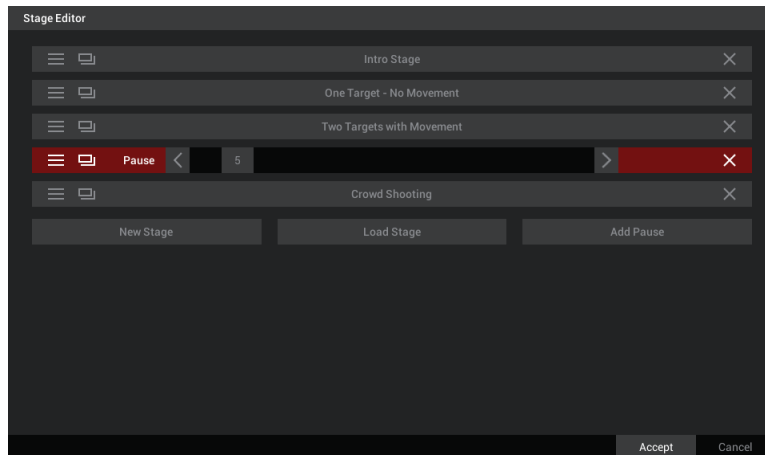 Stage Editor
Intro Stage
One Target - No Movement
Two Targets with Movement
Pause 5
Crowd Shooting
New Stage Load Stage Add Pause
Accept Cancel